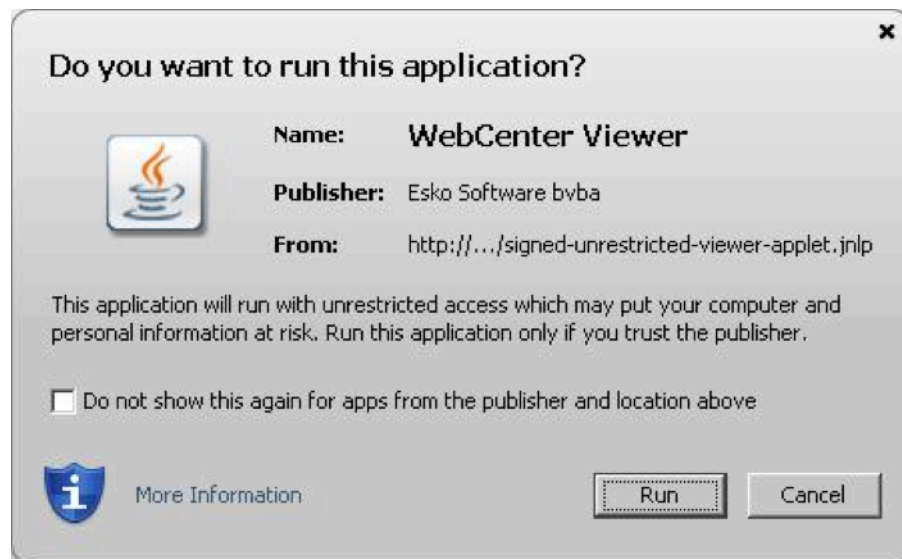 Do you want to run this application?
Name: WebCenter Viewer
Publisher: Esko Software bvba
From: http://.../signed-unrestricted-viewer-applet.jnlp
This application will run with unrestricted access which may put your computer and
personal information at risk. Run this application only if you trust the publisher.
Do not show this again for apps from the publisher and location above
More Information
Run Cancel